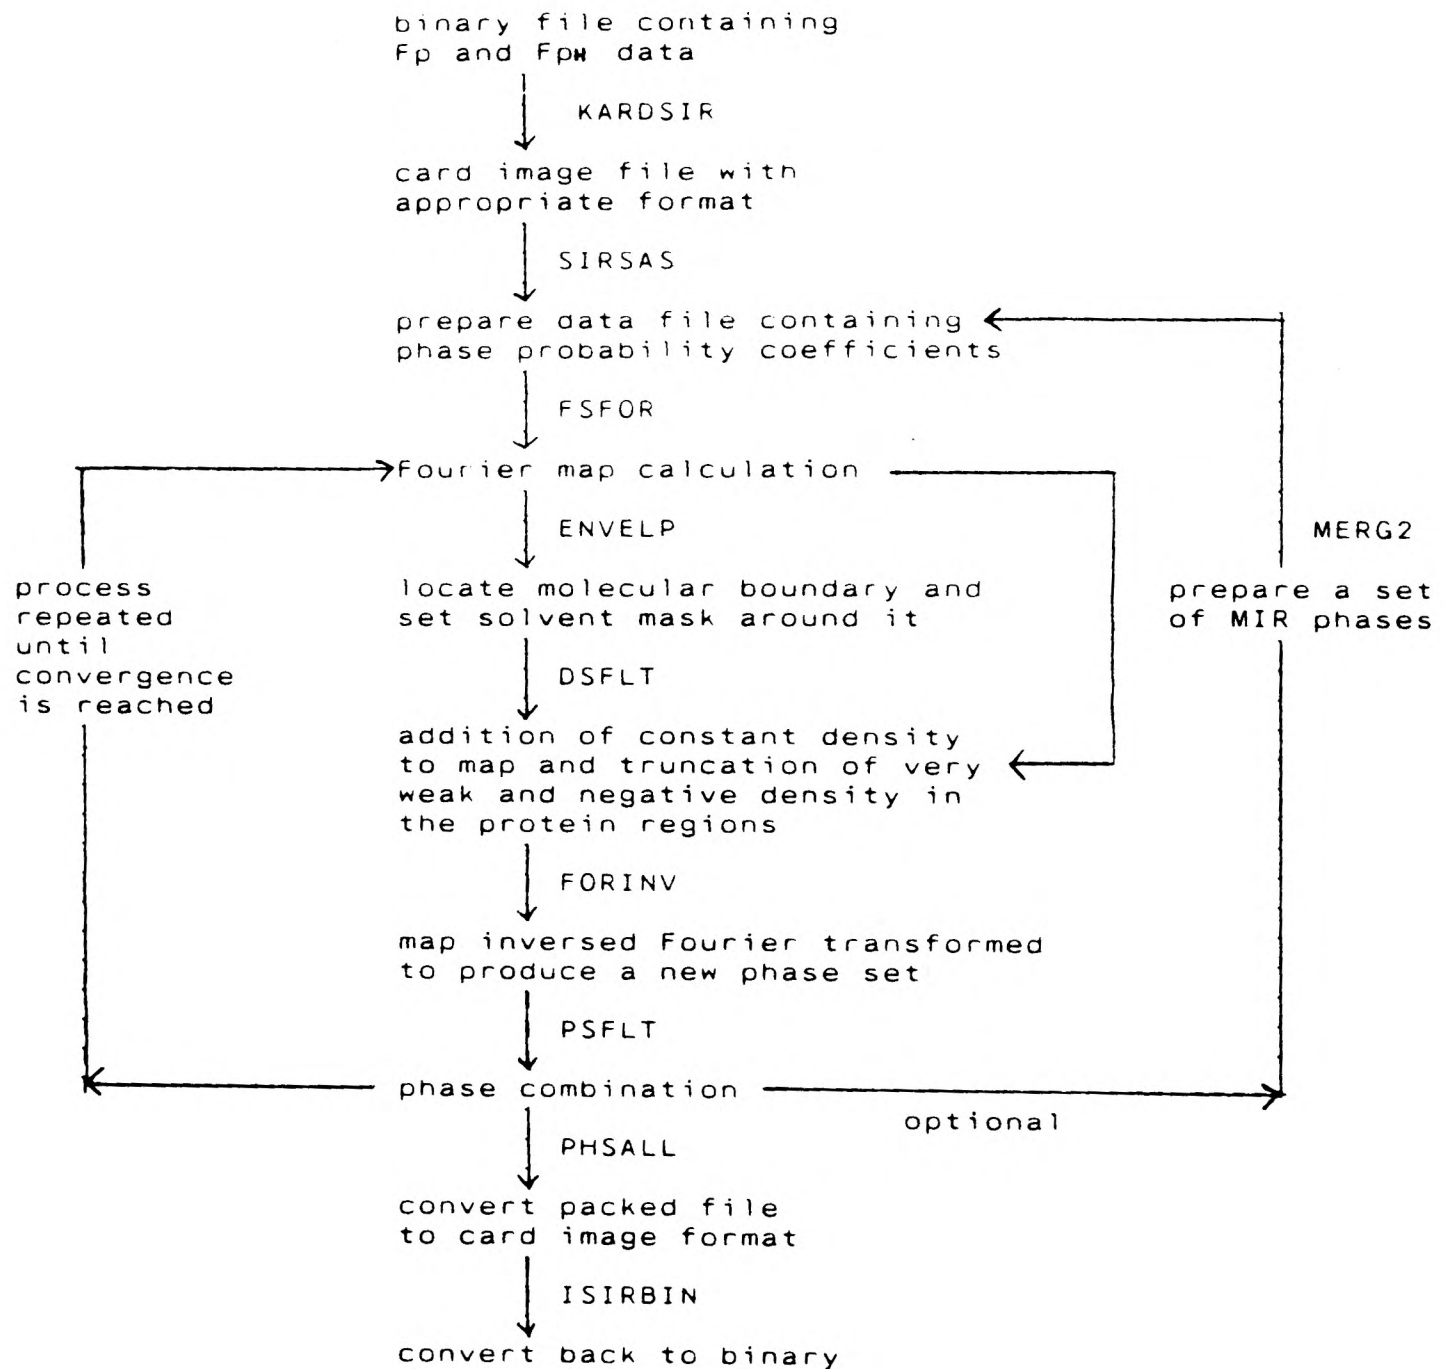 binary file containing
Fp and FpH data
KARDSIR
card image file with
appropriate format
SIRSAS
prepare data file containing
phase probability coefficients
FSFOR
Fourier map calculation
ENVELP
MERG2
process
repeated
until
convergence
is reached
locate molecular boundary and
set solvent mask around it
prepare a set
of MIR phases
DSFLT
addition of constant density
to map and truncation of very
weak and negative density in
the protein regions
FORINV
map inversed Fourier transformed
to produce a new phase set
PSFLT
phase combination
optional
PHSALL
convert packed file
to card image format
ISIRBIN
convert back to binary